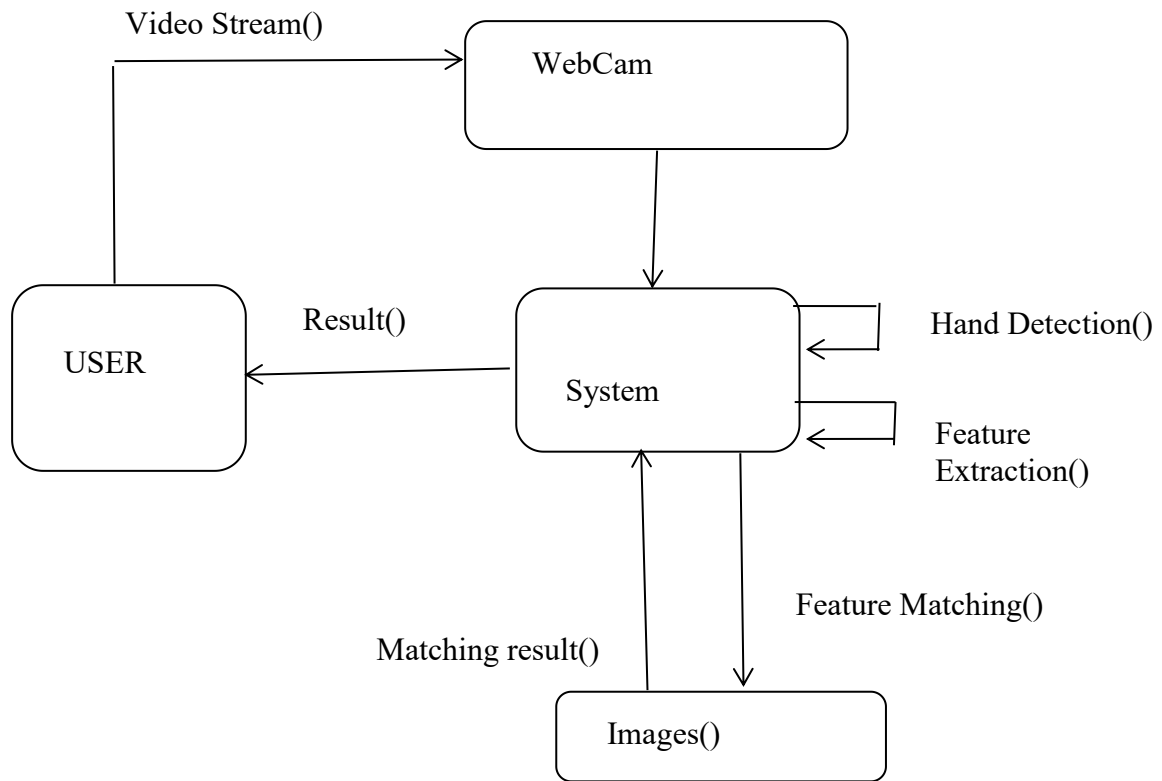 Video Stream()
WebCam
Result()
Hand Detection()
USER
System
Feature
Extraction()
Feature Matching()
Matching result()
Images()